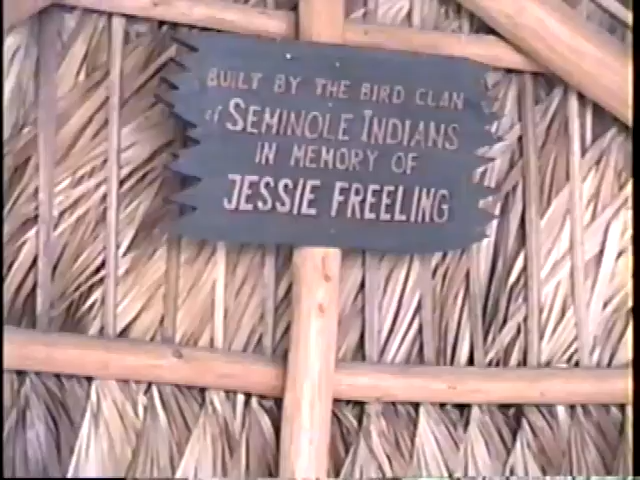 BUILT BY THE BIRD CLAN
of SEMINOLE INDIANS
IN MEMORY OF
JESSIE FREELING